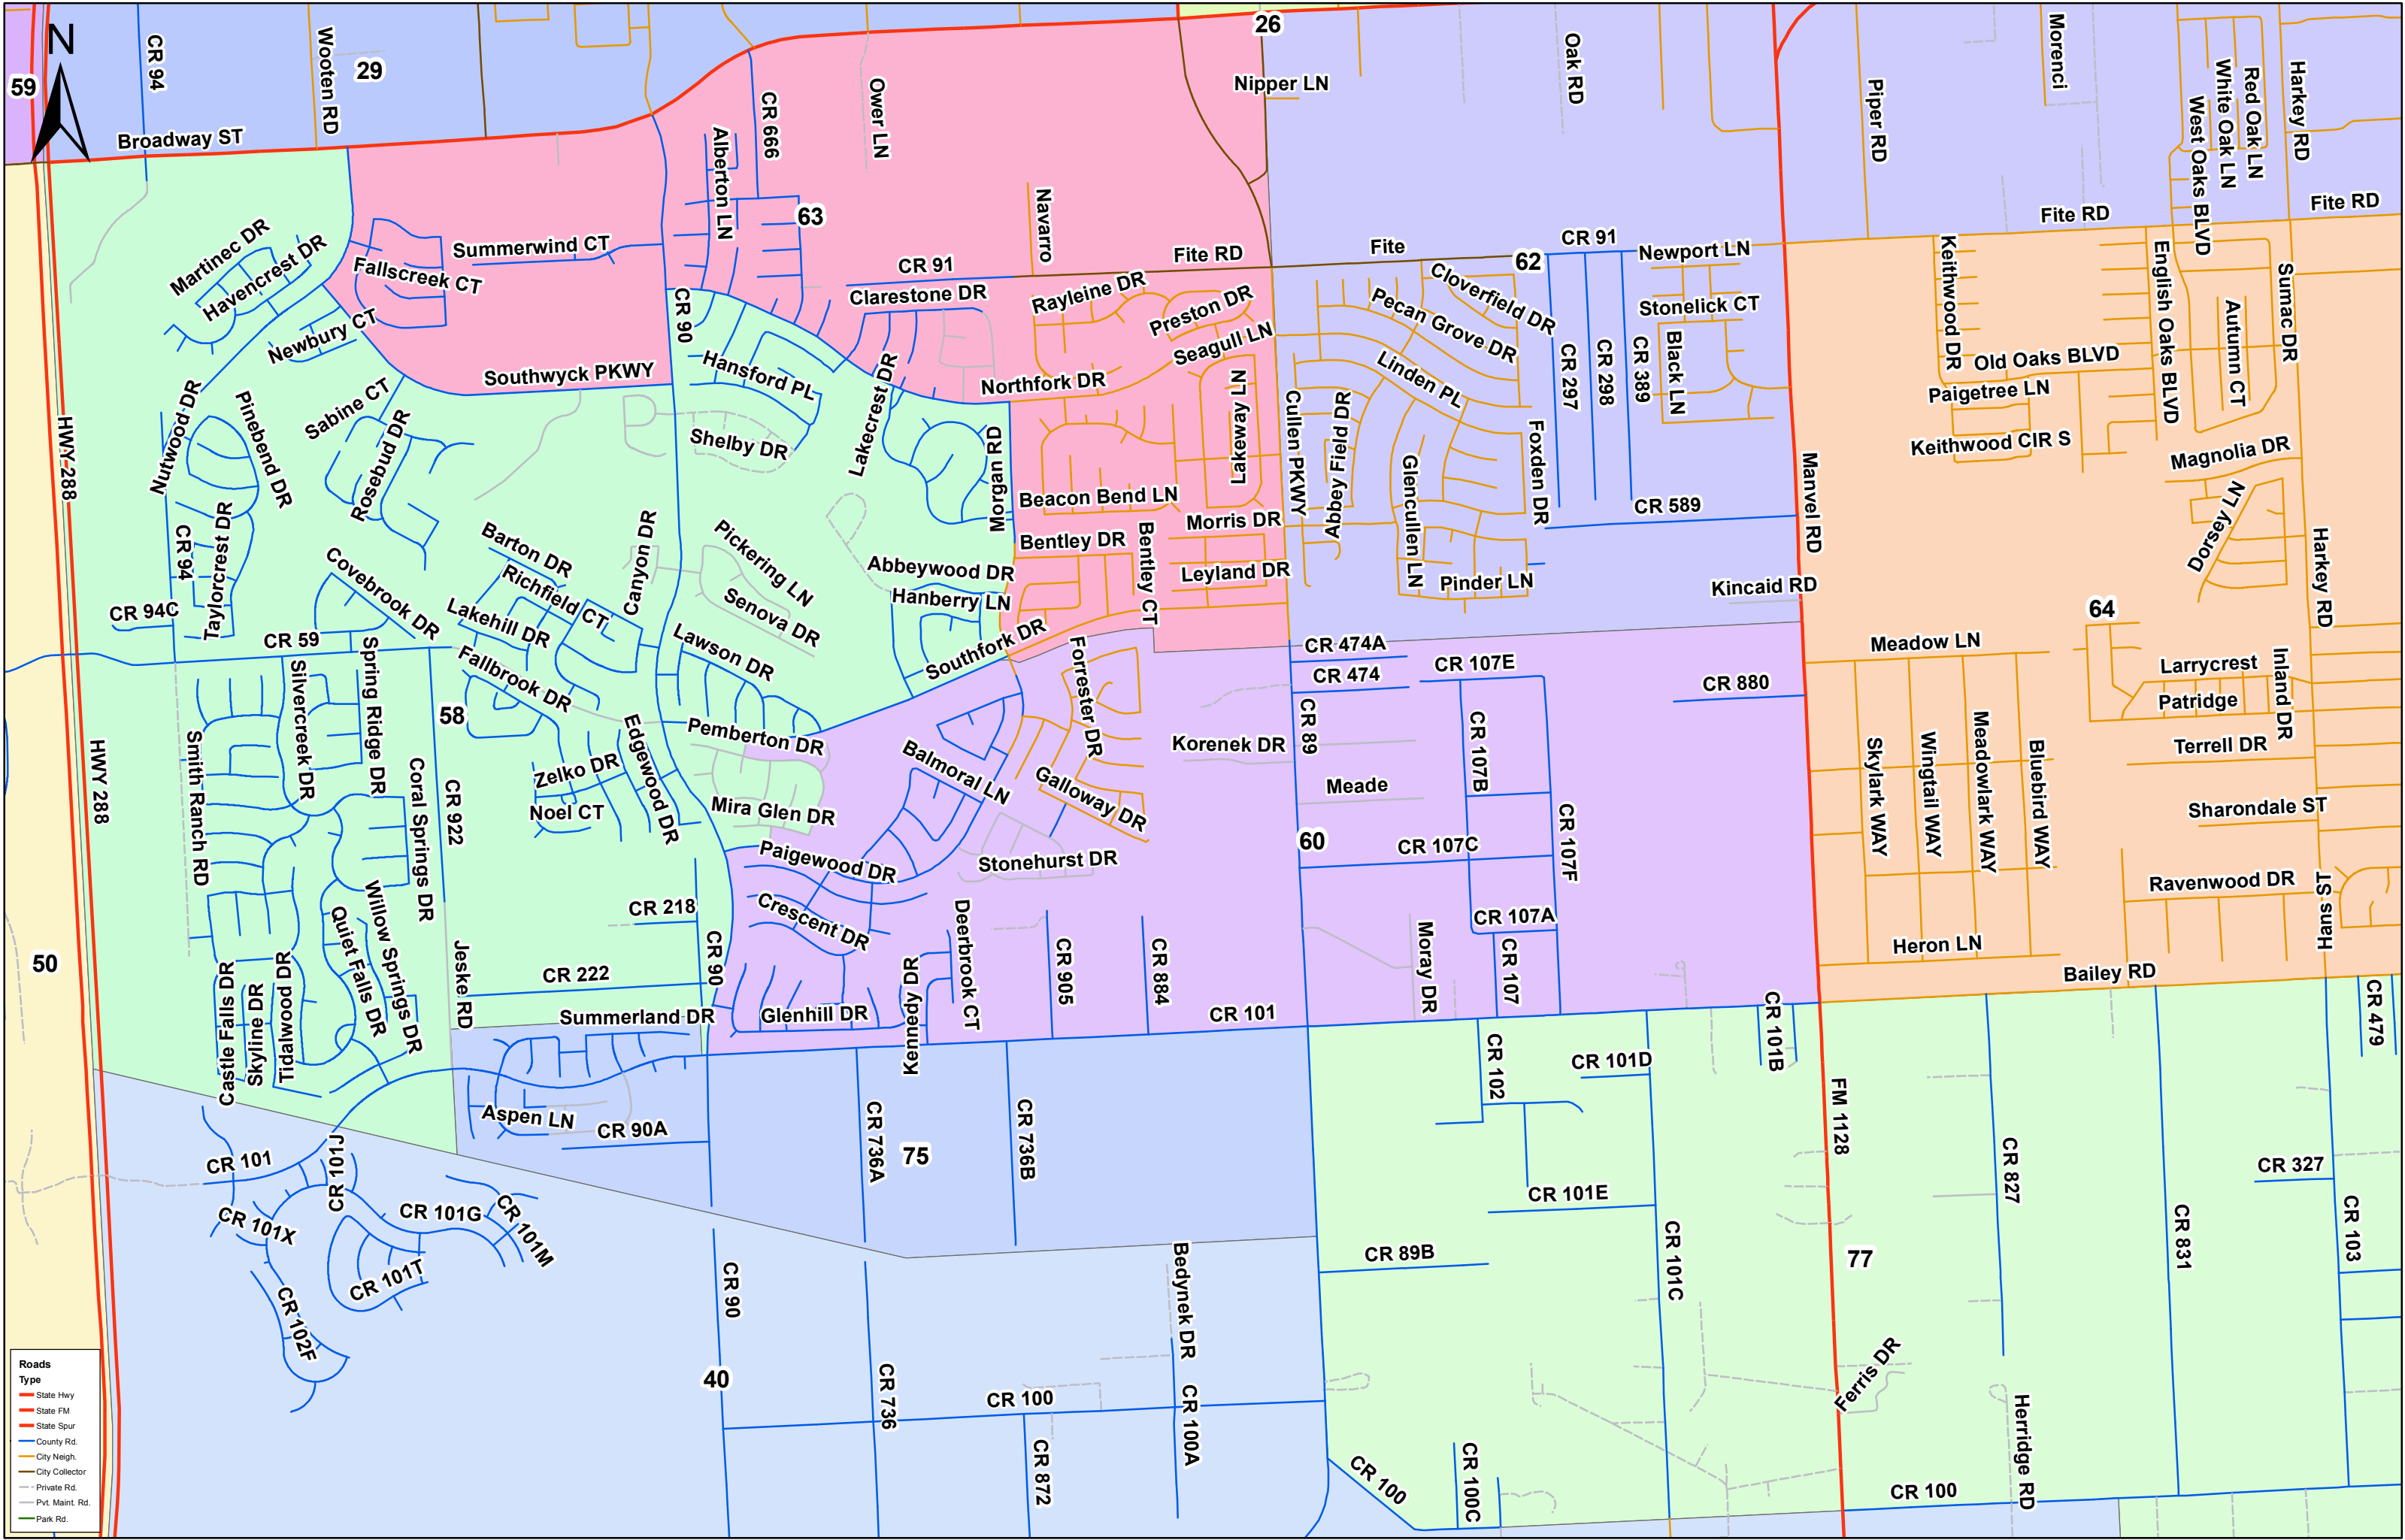 26
N
59
CR 94
Wooten RD
29
Broadway ST
CR 666
Ower LN
Alberton LN
Nipper LN
Oak RD
Piper RD
Morenci
West Oaks BLVD
White Oak LN
Red Oak LN
Harkey RD
Fite RD
Fite RD
63
Navarro
Martinec DR
Havencrest DR
Summerwind CT
Fallscreek CT
CR 91
Fite RD
Fite
62
CR 91
Newport LN
Newbury CT
CR 90
Clarestone DR
Rayleine DR
Preston DR
Seagull LN
Cloverfield DR
Pecan Grove DR
Stonelick CT
Keithwood DR
English Oaks BLVD
Autumn CT
Sumac DR
Southwyck PKWY
Hansford PL
Lakecrest DR
Northfork DR
Lakeway LN
Linden PL
CR 297
CR 298
CR 389
Black LN
Old Oaks BLVD
Paigetree LN
Keithwood CIR S
Magnolia DR
Nutwood DR
Pinebend DR
Sabine CT
Rosebud DR
Shelby DR
Morgan RD
Cullen PKWY
Abbey Field DR
Glencullen LN
Foxden DR
HWY 288
Manvel RD
Beacon Bend LN
Morris DR
CR 589
Dorsey LN
CR 94
Taylorcrest DR
Barton DR
Richfield CT
Canyon DR
Pickering LN
Bentley DR
Bentley CT
Leyland DR
Pinder LN
Kincaid RD
Harkey RD
Covebrook DR
Lakehill DR
Abbeywood DR
Hanberry LN
Senova DR
CR 94C
64
CR 59
Lawson DR
Southfork DR
CR 474A
CR 474
CR 107E
CR 880
Meadow LN
Larrycrest
Patridge
Inland DR
Terrell DR
Silvercreek DR
Spring Ridge DR
Fallbrook DR
58
Forrester DR
Korenek DR
CR 89
CR 107B
HWY 288
Smith Ranch RD
Coral Springs DR
CR 922
Zelko DR
Noel CT
Edgewood DR
Pemberton DR
Mira Glen DR
Balmoral LN
Galloway DR
Meade
60
CR 107C
CR 107F
Skylark WAY
Wingtail WAY
Meadowlark WAY
Bluebird WAY
Sharondale ST
Ravenwood DR
Paigewood DR
Stonehurst DR
Crescent DR
Willow Springs DR
Quiet Falls DR
CR 218
Deerbrook CT
Kennedy DR
CR 905
CR 884
Moray DR
CR 107A
CR 107
Heron LN
Hans ST
Bailey RD
50
Jeske RD
CR 222
CR 90
Summerland DR
Glenhill DR
CR 101
CR 479
Castle Falls DR
Skyline DR
Tippalwood DR
Aspen LN
CR 90A
CR 736A
CR 736B
75
CR 102
CR 101D
CR 101B
FM 1128
CR 101
CR 101J
CR 101X
CR 101G
CR 101M
CR 101T
CR 102F
CR 101E
CR 101C
CR 827
CR 327
CR 831
CR 103
77
CR 89B
Bedynek DR
CR 90
40
CR 736
CR 100
CR 872
CR 100A
CR 100
CR 100C
Ferris DR
CR 100
Herridge RD
Roads
Type
State Hwy
State FM
State Spur
County Rd.
City Neigh.
City Collector
Private Rd.
Pvt. Maint. Rd.
Park Rd.